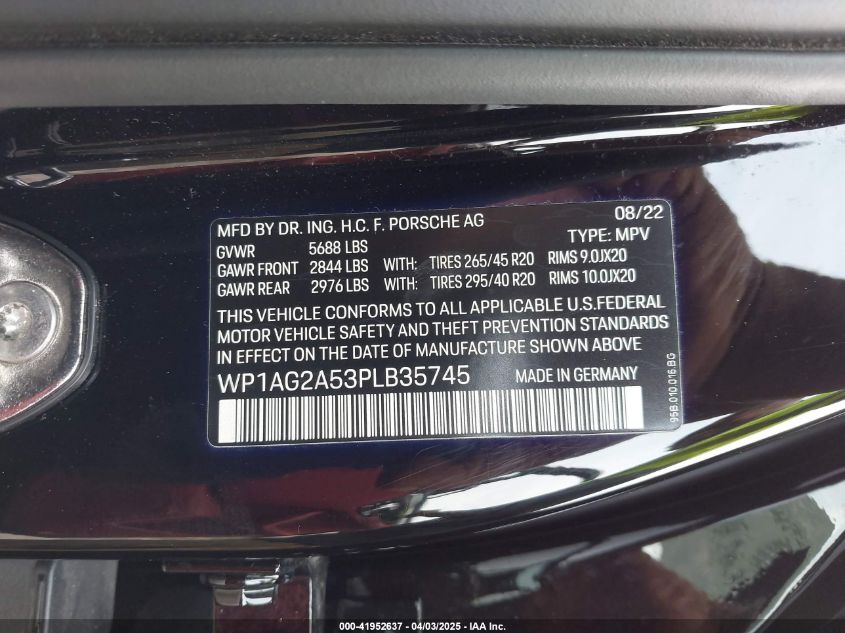 MFD BY DR. ING. H.C. F. PORSCHE AG 08/22
GVWR 5688 LBS TYPE: MPV
GAWR FRONT 2844 LBS WITH: TIRES 265/45 R20 RIMS 9.0JX20
GAWR REAR 2976 LBS WITH: TIRES 295/40 R20 RIMS 10.0JX20
THIS VEHICLE CONFORMS TO ALL APPLICABLE U.S.FEDERAL
MOTOR VEHICLE SAFETY AND THEFT PREVENTION STANDARDS
IN EFFECT ON THE DATE OF MANUFACTURE SHOWN ABOVE
WP1AG2A53PLB35745 MADE IN GERMANY
95B.010.016.BG
000-41952637 - 04/03/2025 - IAA Inc.